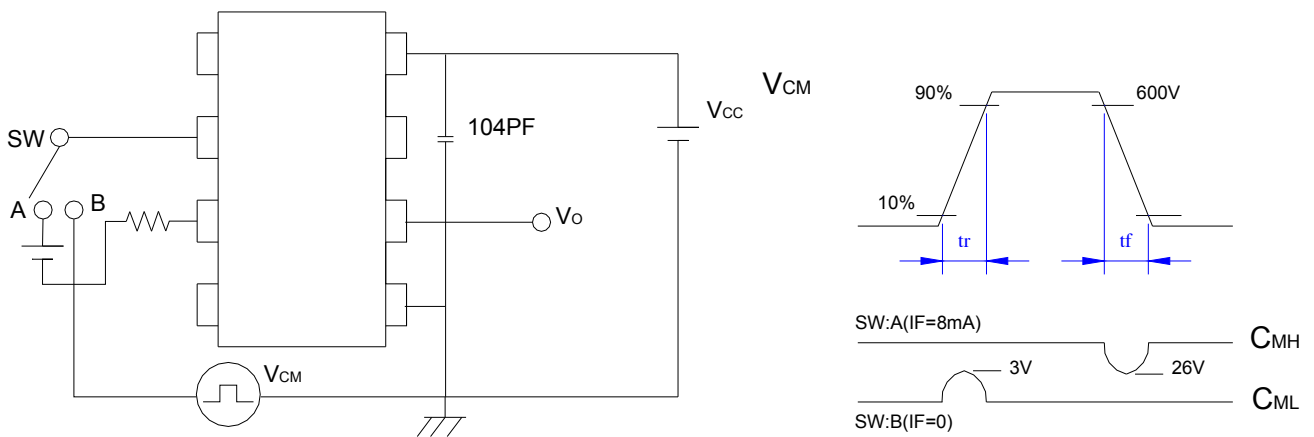 SW
A
B
104PF
VCC
VO
VCM
VCM
90%
600V
10%
tr
tf
SW:A(IF=8mA)
CMH
3V
26V
CML
SW:B(IF=0)